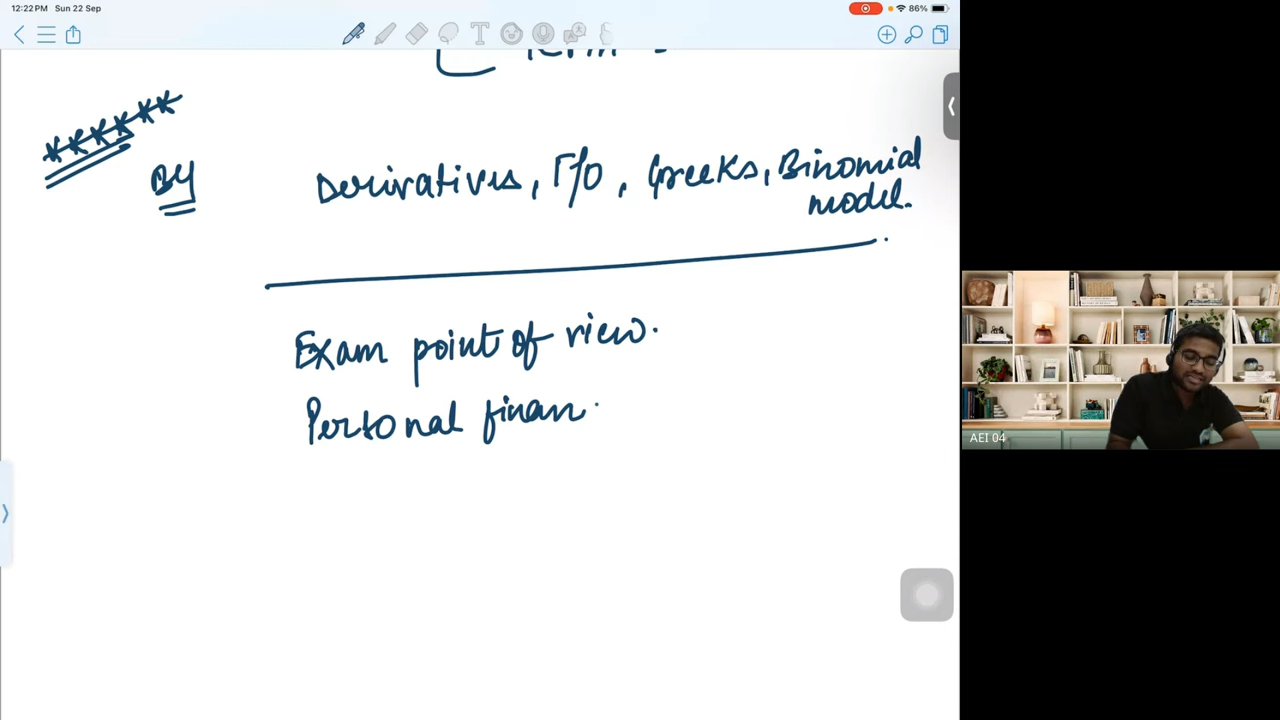 12:22 PM Sun 22 Sep
86%
Term
******
BY
Derivatives, F/O, Greeks, Binomial
model.
Exam point of view.
Personal finan
AEI 04